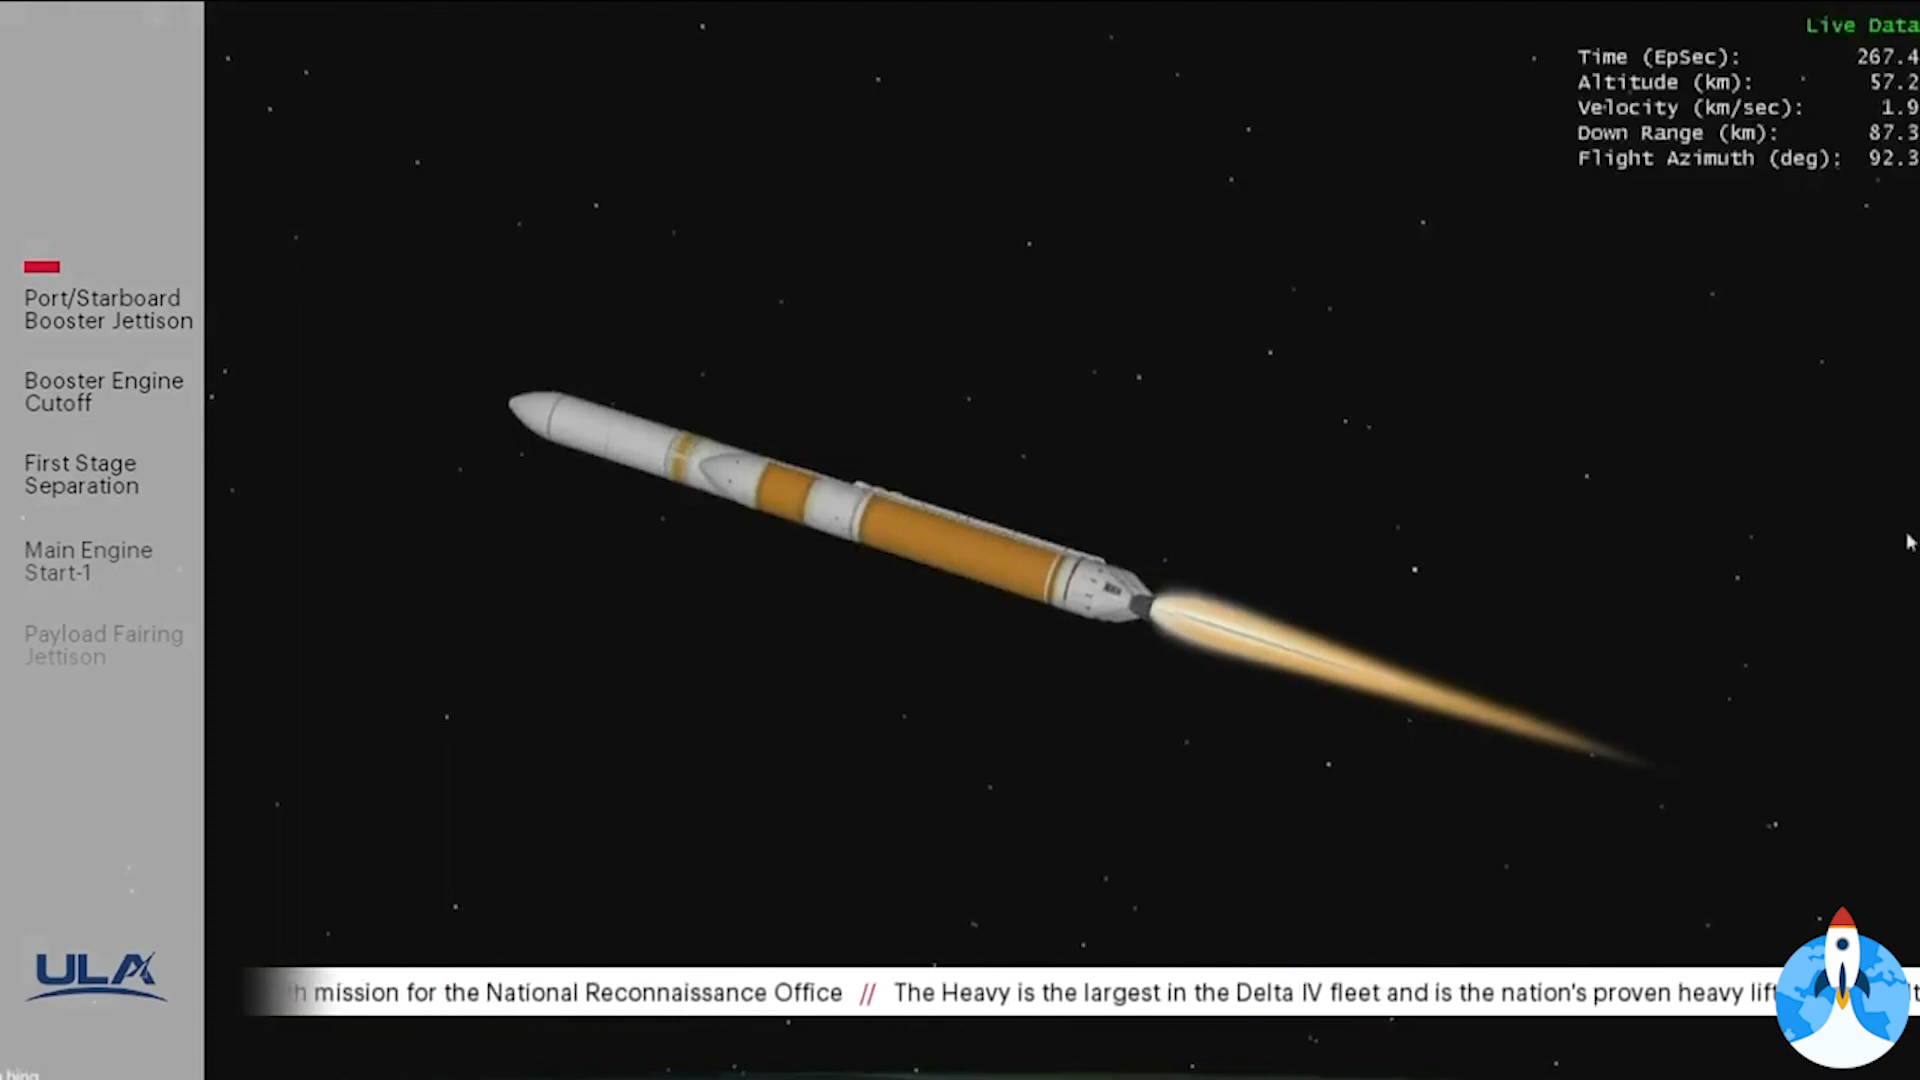 Live Data
Time (EpSec): 267.4
Altitude (km): 57.2
Velocity (km/sec): 1.9
Down Range (km): 87.3
Flight Azimuth (deg): 92.3
Port/Starboard
Booster Jettison
Booster Engine
Cutoff
First Stage
Separation
Main Engine
Start-1
Payload Fairing
Jettison
ULA
mission for the National Reconnaissance Office // The Heavy is the largest in the Delta IV fleet and is the nation's proven heavy lift